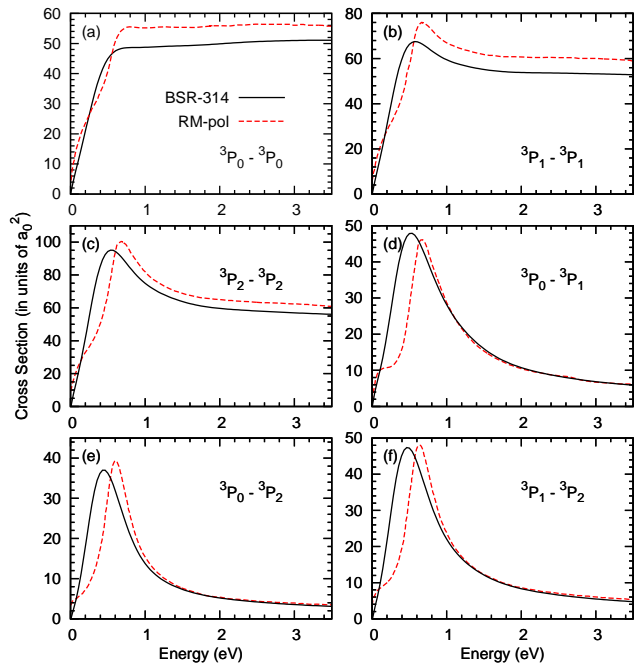 (a)
60
50
40
30
20
10
0
0 1 2 3
BSR-314
RM-pol
³P₀ - ³P₀
(b)
80
60
40
20
0
0 1 2 3
³P₁ - ³P₁
Cross Section (in units of a₀²)
(c)
100
80
60
40
20
0
0 1 2 3
³P₂ - ³P₂
(d)
50
40
30
20
10
0
0 1 2 3
³P₀ - ³P₁
(e)
40
30
20
10
0
0 1 2 3
³P₀ - ³P₂
Energy (eV)
(f)
50
40
30
20
10
0
0 1 2 3
³P₁ - ³P₂
Energy (eV)